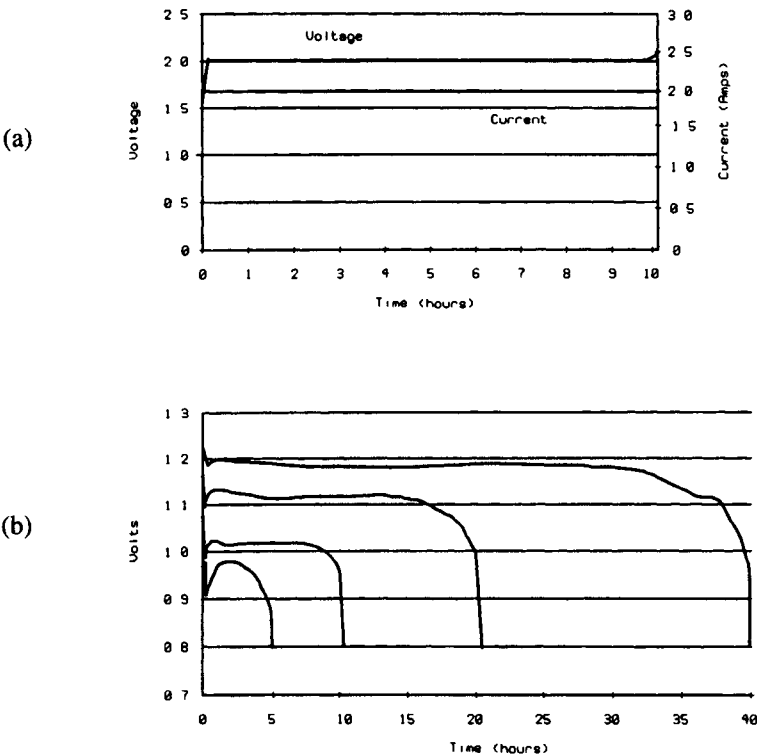 (a)
Voltage
Current
Voltage
Current (Amps)
2 5
2 0
1 5
1 0
0 5
0
3 0
2 5
2 0
1 5
1 0
0 5
0
0 1 2 3 4 5 6 7 8 9 10
Time (hours)
(b)
Volts
1 3
1 2
1 1
1 0
0 9
0 8
0 7
0 5 10 15 20 25 30 35 40
Time (hours)